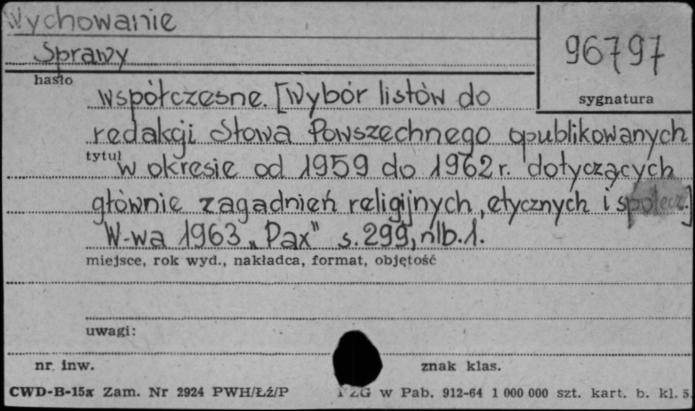 Wychowanie
Sprawy
96797
hasło
sygnatura
współczesne. [Wybór listów do
redakcji Słowa Powszechnego opublikowanych
tytuł
w okresie od 1959 do 1962 r. dotyczących
głównie zagadnień religijnych, etycznych i społecz.]
W-wa 1963 „Pax" s. 299, nlb. 1.
miejsce, rok wyd., nakładca, format, objętość
uwagi:
nr. inw.
znak klas.
CWD-B-15x Zam. Nr 2924 PWH/Łź/P
w Pab. 912-64 1 000 000 szt. kart. b. kl. 5